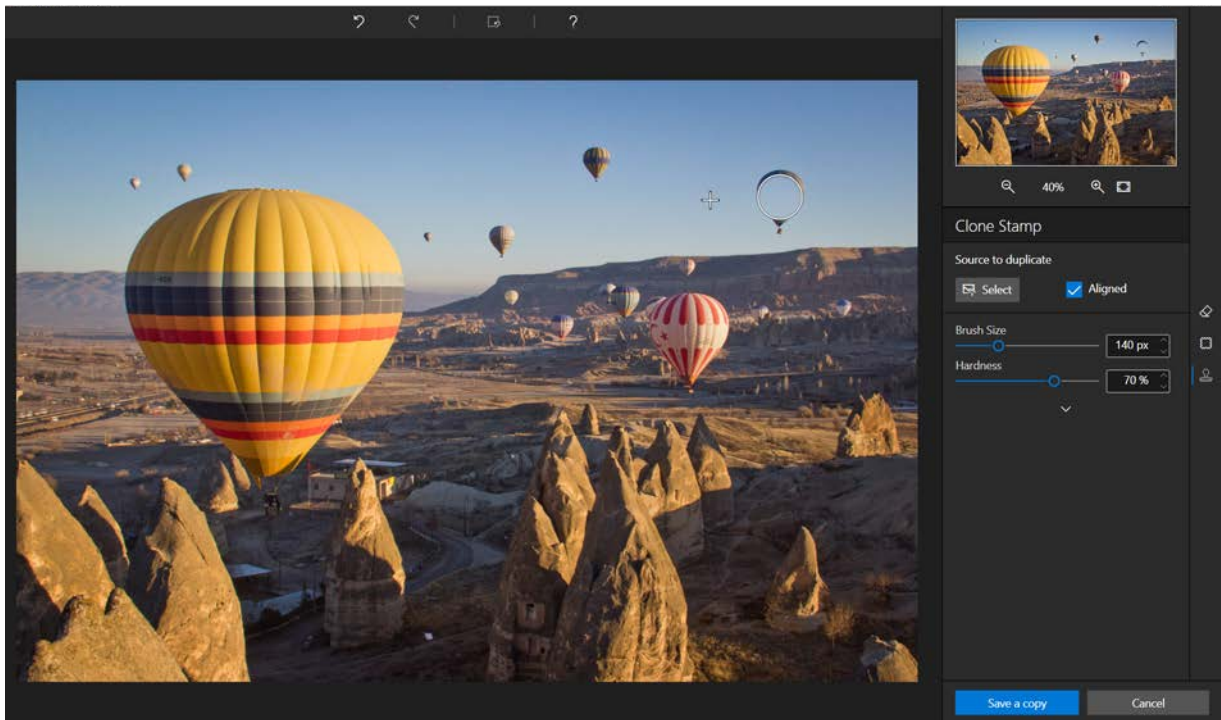 ?
40%
Clone Stamp
Source to duplicate
Select
Aligned
Brush Size
140 px
Hardness
70 %
Save a copy
Cancel